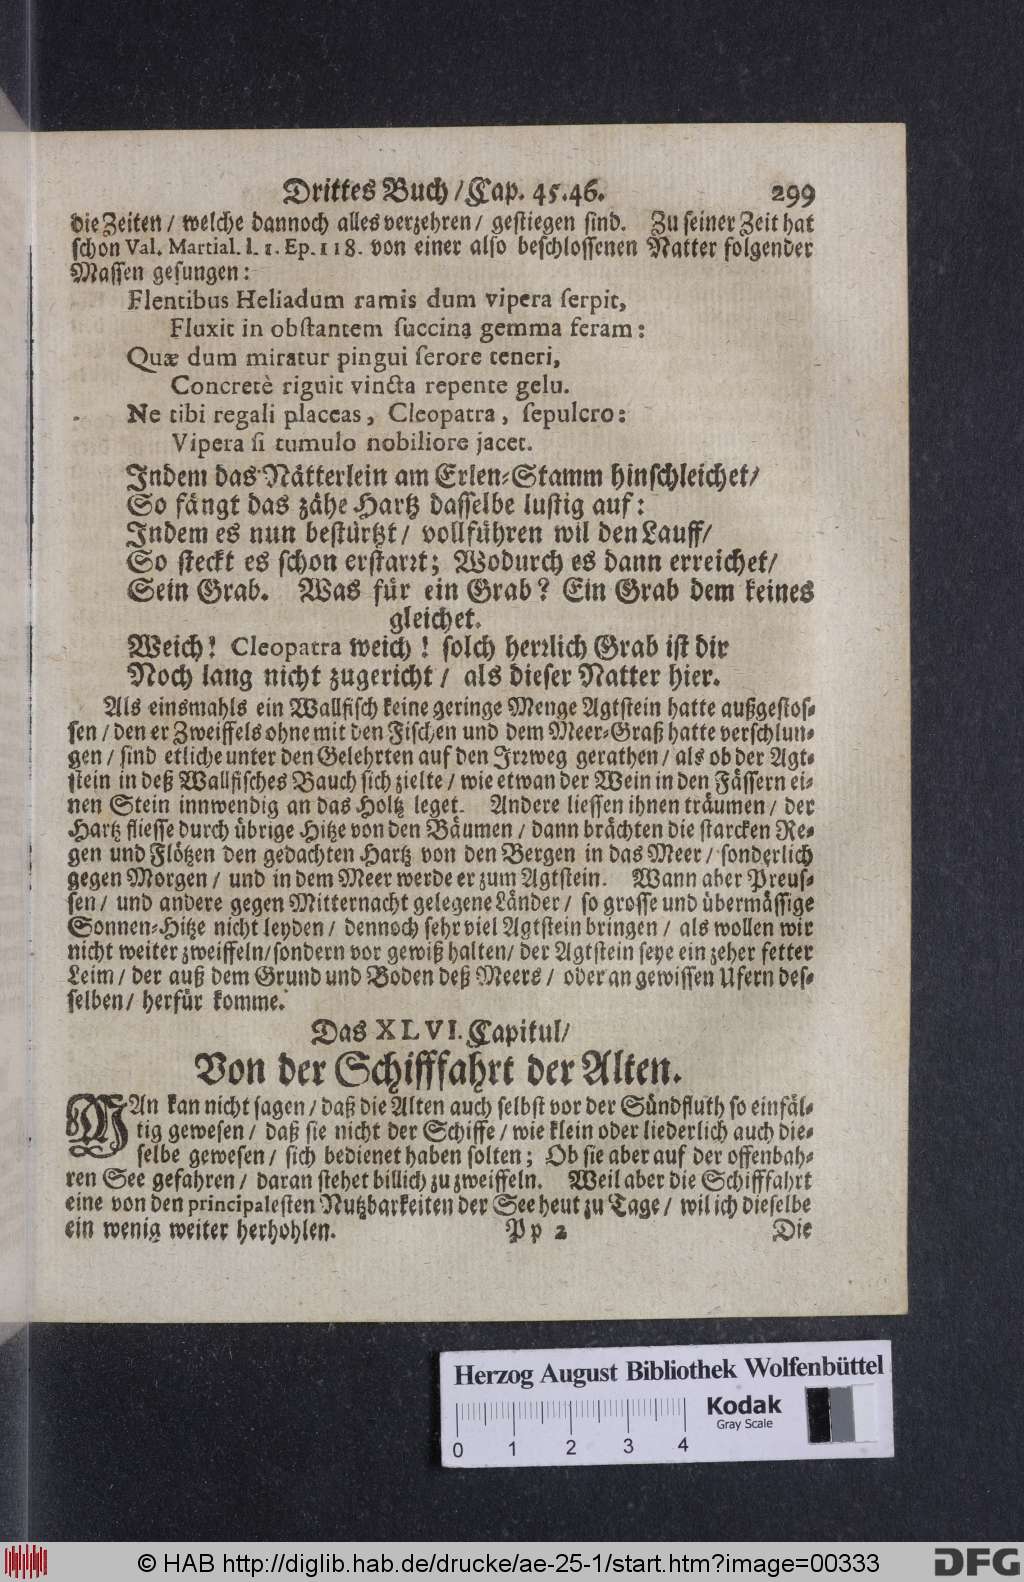 Drittes Buch / Cap. 45.46. 299
die Zeiten / welche dannoch alles verzehren / gestiegen sind. Zu seiner Zeit hat
schon Val. Martial. l. 1. Ep. 118. von einer also beschlossenen Natter folgender
Massen gesungen:
Flentibus Heliadum ramis dum vipera serpit,
Fluxit in obstantem succina gemma feram:
Quæ dum miratur pingui serore teneri,
Concretè riguit vincta repente gelu.
Ne tibi regali placeas, Cleopatra, sepulcro:
Vipera si tumulo nobiliore jacet.
Indem das Nätterlein am Erlen-Stamm hinschleichet /
So fängt das zähe Hartz dasselbe lustig auf:
Indem es nun bestürtzt / vollführen wil den Lauff /
So steckt es schon erstarrt; Wodurch es dann erreichet /
Sein Grab. Was für ein Grab? Ein Grab dem keines
gleichet.
Weich! Cleopatra weich! solch herrlich Grab ist dir
Noch lang nicht zugericht / als dieser Natter hier.
Als einsmahls ein Wallfisch keine geringe Menge Agtstein hatte außgestos-
sen / den er Zweiffels ohne mit den Fischen und dem Meer-Graß hatte verschlun-
gen / sind etliche unter den Gelehrten auf den Irrweg gerathen / als ob der Agt-
stein in deß Wallfisches Bauch sich zielte / wie etwan der Wein in den Fässern ei-
nen Stein innwendig an das Holtz leget. Andere liessen ihnen träumen / der
Hartz fliesse durch übrige Hitze von den Bäumen / dann brächten die starcken Re-
gen und Flötzen den gedachten Hartz von den Bergen in das Meer / sonderlich
gegen Morgen / und in dem Meer werde er zum Agtstein. Wann aber Preus-
sen / und andere gegen Mitternacht gelegene Länder / so grosse und übermässige
Sonnen-Hitze nicht leyden / dennoch sehr viel Agtstein bringen / als wollen wir
nicht weiter zweiffeln / sondern vor gewiß halten / der Agtstein seye ein zeher fetter
Leim / der auß dem Grund und Boden deß Meers / oder an gewissen Ufern des-
selben / herfür komme.
Das XLVI. Capitul /
Von der Schifffahrt der Alten.
MAn kan nicht sagen / daß die Alten auch selbst vor der Sündfluth so einfäl-
tig gewesen / daß sie nicht der Schiffe / wie klein oder liederlich auch die-
selbe gewesen / sich bedienet haben solten; Ob sie aber auf der offenbah-
ren See gefahren / daran stehet billich zu zweiffeln. Weil aber die Schifffahrt
eine von den principalesten Nutzbarkeiten der See heut zu Tage / wil ich dieselbe
ein wenig weiter herhohlen. Pp 2 Die
Herzog August Bibliothek Wolfenbüttel
Kodak
Gray Scale
0 1 2 3 4
© HAB http://diglib.hab.de/drucke/ae-25-1/start.htm?image=00333
DFG